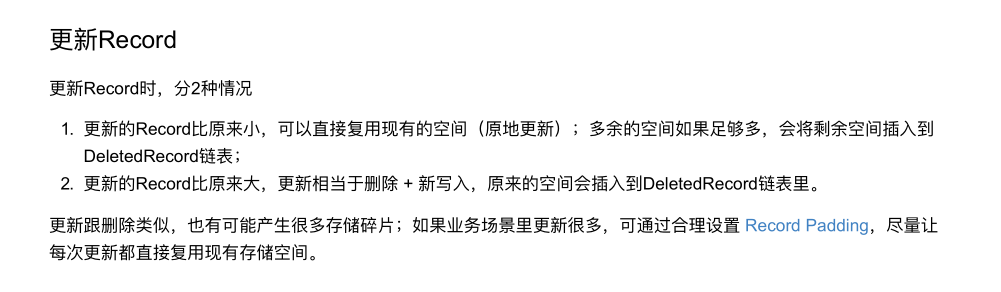 更新Record
更新Record时，分2种情况
1. 更新的Record比原来小，可以直接复用现有的空间（原地更新）；多余的空间如果足够多，会将剩余空间插入到
DeletedRecord链表；
2. 更新的Record比原来大，更新相当于删除 + 新写入，原来的空间会插入到DeletedRecord链表里。
更新跟删除类似，也有可能产生很多存储碎片；如果业务场景里更新很多，可通过合理设置 Record Padding，尽量让
每次更新都直接复用现有存储空间。